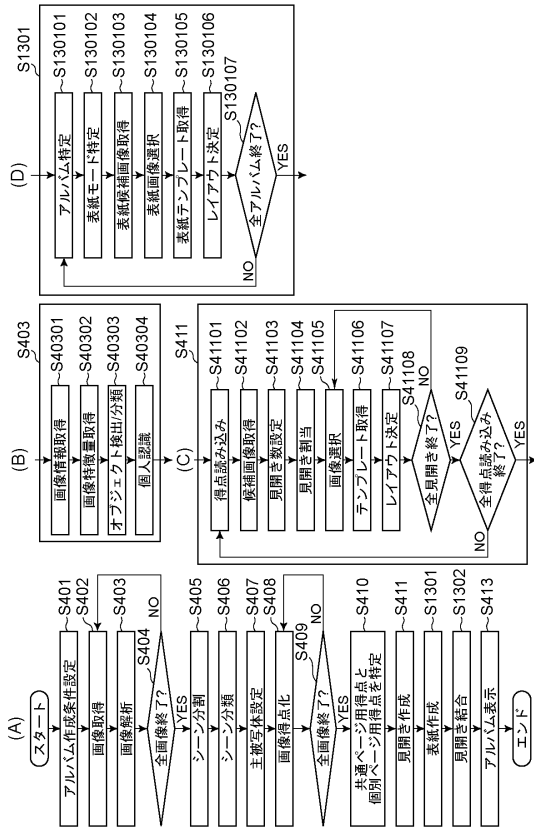 (A)
スタート
アルバム作成条件設定
S401
画像取得
S402
画像解析
S403
全画像終了?
S404
NO
YES
シーン分割
S405
シーン分類
S406
主被写体設定
S407
画像得点化
S408
全画像終了?
S409
NO
YES
共通ページ用得点と
個別ページ用得点を特定
S410
見開き作成
S411
表紙作成
S1301
見開き結合
S1302
アルバム表示
S413
エンド
(B)
S403
画像情報取得
S40301
画像特徴量取得
S40302
オブジェクト検出/分類
S40303
個人認識
S40304
(C)
S411
得点読み込み
S41101
候補画像取得
S41102
見開き数設定
S41103
見開き割当
S41104
画像選択
S41105
テンプレート取得
S41106
レイアウト決定
S41107
全見開き終了?
S41108
NO
YES
全得点読み込み
終了?
S41109
NO
YES
(D)
S1301
アルバム特定
S130101
表紙モード特定
S130102
表紙候補画像取得
S130103
表紙画像選択
S130104
表紙テンプレート取得
S130105
レイアウト決定
S130106
全アルバム終了?
S130107
NO
YES